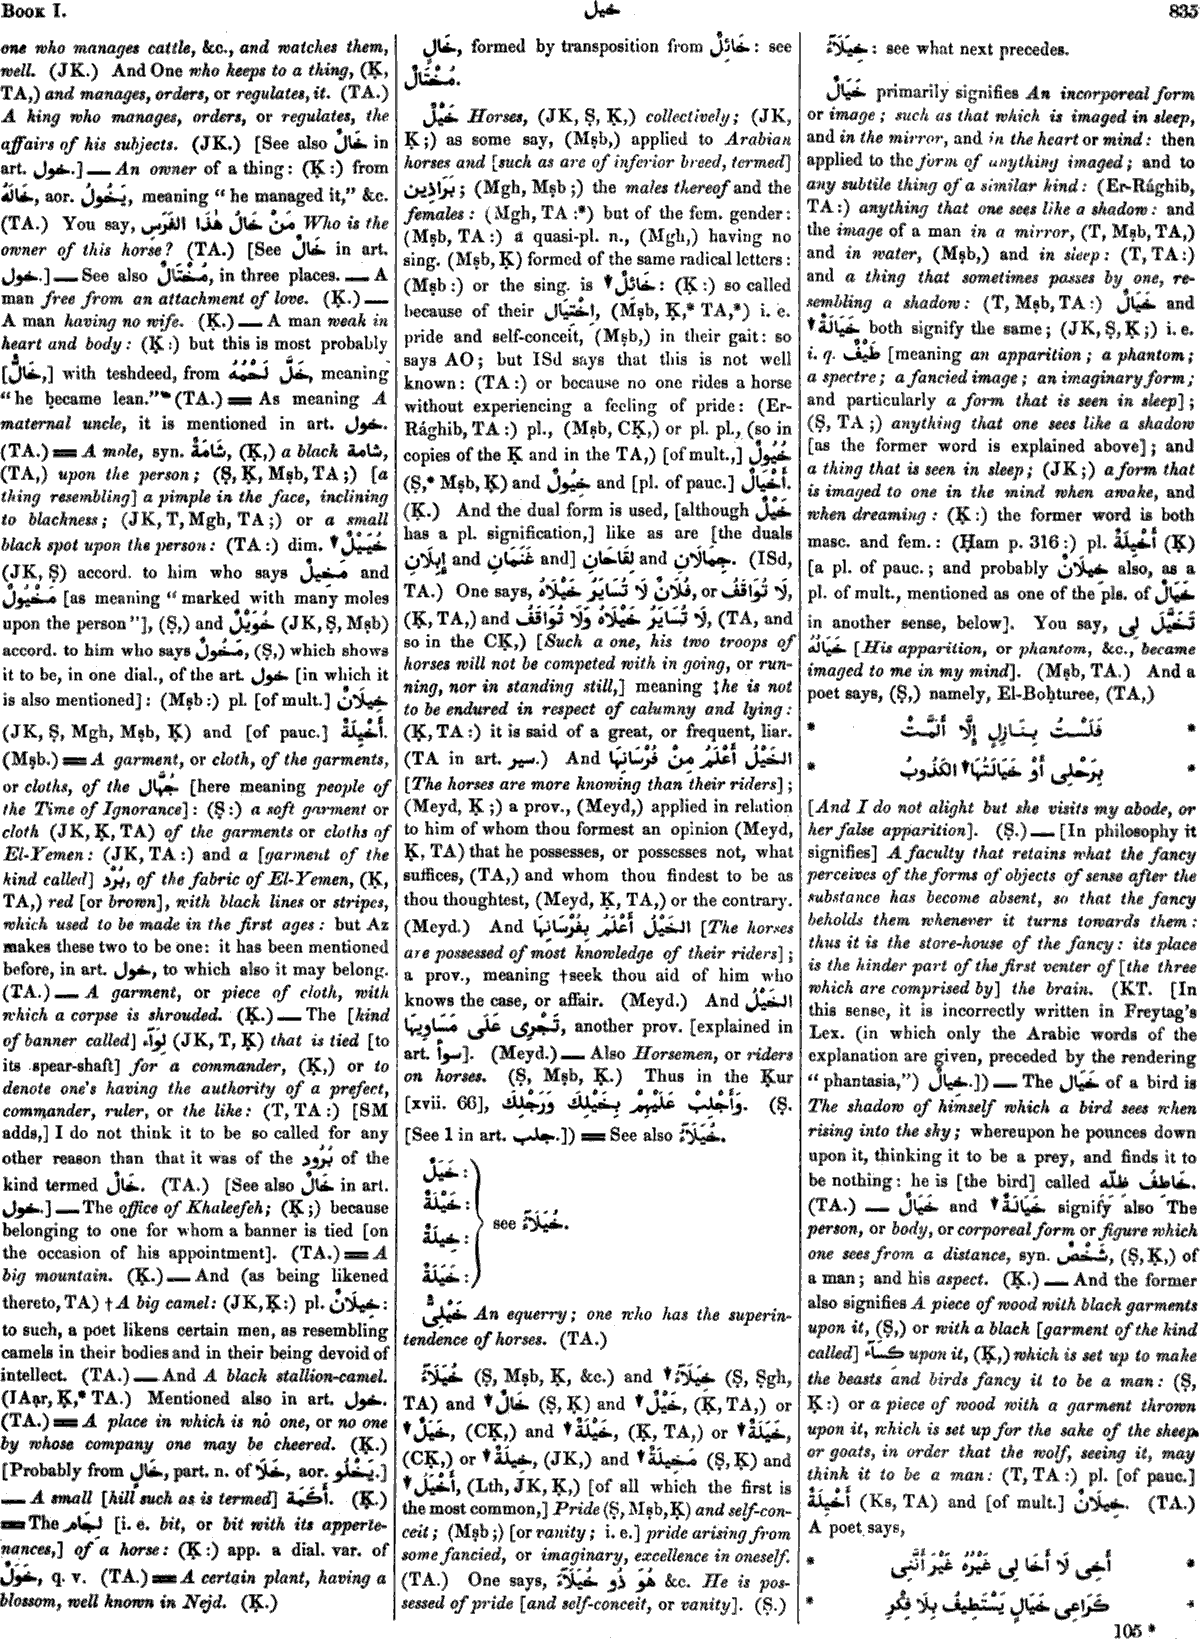 BOOK I.
خيل
835
one who manages cattle, &c., and watches them,
well. (JK.) And One who keeps to a thing, (Ḳ,
TA,) and manages, orders, or regulates, it. (TA.)
A king who manages, orders, or regulates, the
affairs of his subjects. (JK.) [See also خَالٌ in
art. خول.] — An owner of a thing: (Ḳ:) from
خَالَهُ, aor. يَخُولُ, meaning “he managed it,” &c.
(TA.) You say, مَنْ خَالُ هٰذَا الفَرَسِ Who is the
owner of this horse? (TA.) [See خَالٌ in art.
خول.] — See also مُخْتَالٌ, in three places. — A
man free from an attachment of love. (Ḳ.) —
A man having no wife. (Ḳ.) — A man weak in
heart and body: (Ḳ:) but this is most probably
[خَالٌّ,] with teshdeed, from خَلَّ لَحْمُهُ, meaning
“he became lean.”* (TA.) = As meaning A
maternal uncle, it is mentioned in art. خول.
(TA.) = A mole, syn. شَامَةٌ, (Ḳ,) a black شامة,
(TA,) upon the person; (Ṣ, Ḳ, Mṣb, TA;) [a
thing resembling] a pimple in the face, inclining
to blackness; (JK, T, Mgh, TA;) or a small
black spot upon the person: (TA:) dim. ▼ خُيَيْلٌ
(JK, Ṣ) accord. to him who says مَخِيلٌ and
مَخْيُولٌ [as meaning “marked with many moles
upon the person”], (Ṣ,) and خُوَيْلٌ (JK, Ṣ, Mṣb)
accord. to him who says مَخُولٌ, (Ṣ,) which shows
it to be, in one dial., of the art. خول [in which it
is also mentioned]: (Mṣb:) pl. [of mult.] خِيلَانٌ
(JK, Ṣ, Mgh, Mṣb, Ḳ) and [of pauc.] أَخْيِلَةٌ.
(Mṣb.) = A garment, or cloth, of the garments,
or cloths, of the جُهَّال [here meaning people of
the Time of Ignorance]: (Ṣ:) a soft garment or
cloth (JK, Ḳ, TA) of the garments or cloths of
El-Yemen: (JK, TA:) and a [garment of the
kind called] بُرْد, of the fabric of El-Yemen, (Ḳ,
TA,) red [or brown], with black lines or stripes,
which used to be made in the first ages: but Az
makes these two to be one: it has been mentioned
before, in art. خول, to which also it may belong.
(TA.) — A garment, or piece of cloth, with
which a corpse is shrouded. (Ḳ.) — The [kind
of banner called] لِوَآء (JK, T, Ḳ) that is tied [to
its spear-shaft] for a commander, (Ḳ,) or to
denote one's having the authority of a prefect,
commander, ruler, or the like: (T, TA:) [SM
adds,] I do not think it to be so called for any
other reason than that it was of the بُرُود of the
kind termed خَالٌ. (TA.) [See also خَالٌ in art.
خول.] — The office of Khaleefeh; (Ḳ;) because
belonging to one for whom a banner is tied [on
the occasion of his appointment]. (TA.) = A
big mountain. (Ḳ.) — And (as being likened
thereto, TA) † A big camel: (JK, Ḳ:) pl. خِيلَانٌ:
to such, a poet likens certain men, as resembling
camels in their bodies and in their being devoid of
intellect. (TA.) — And A black stallion-camel.
(IAạr, Ḳ,* TA.) Mentioned also in art. خول.
(TA.) = A place in which is no one, or no one
by whose company one may be cheered. (Ḳ.)
[Probably from خَالٍ, part. n. of خَلَا, aor. يَخْلُو.]
— A small [hill such as is termed] أَكَمَة. (Ḳ.)
= The لِجَام [i. e. bit, or bit with its apperte-
nances,] of a horse: (Ḳ:) app. a dial. var. of
خَوَلٌ, q. v. (TA.) = A certain plant, having a
blossom, well known in Nejd. (Ḳ.)
خَالٍ, formed by transposition from خَائِلٌ: see
مُخْتَالٌ.
خَيْلٌ Horses, (JK, Ṣ, Ḳ,) collectively; (JK,
Ḳ;) as some say, (Mṣb,) applied to Arabian
horses and [such as are of inferior breed, termed]
بَرَاذِين; (Mgh, Mṣb;) the males thereof and the
females: (Mgh, TA:*) but of the fem. gender:
(Mṣb, TA:) a quasi-pl. n., (Mgh,) having no
sing. (Mṣb, Ḳ) formed of the same radical letters:
(Mṣb:) or the sing. is ▼ خَائِلٌ: (Ḳ:) so called
because of their اِخْتِيَال, (Mṣb, Ḳ,* TA,*) i. e.
pride and self-conceit, (Mṣb,) in their gait: so
says AO; but ISd says that this is not well
known: (TA:) or because no one rides a horse
without experiencing a feeling of pride: (Er-
Rághib, TA:) pl., (Mṣb, CḲ,) or pl. pl., (so in
copies of the Ḳ and in the TA,) [of mult.,] خُيُولٌ
(Ṣ,* Mṣb, Ḳ) and خِيُولٌ and [pl. of pauc.] أَخْيَالٌ.
(Ḳ.) And the dual form is used, [although خَيْلٌ
has a pl. signification,] like as are [the duals
إِبِلَانِ and غَنَمَانِ and] لِقَاحَانِ and جِمَالَانِ. (ISd,
TA.) One says, فُلَانٌ لَا تُسَايَرُ خَيْلَاهُ, or لَا تُوَاقَفُ,
(Ḳ, TA,) and لَا تُسَايَرُ خَيْلَاهُ وَلَا تُوَاقَفُ, (TA, and
so in the CḲ,) [Such a one, his two troops of
horses will not be competed with in going, or run-
ning, nor in standing still,] meaning ‡ he is not
to be endured in respect of calumny and lying:
(Ḳ, TA:) it is said of a great, or frequent, liar.
(TA in art. سير.) And الخَيْلُ أَعْلَمُ مِنْ فُرْسَانِهَا
[The horses are more knowing than their riders];
(Meyd, Ḳ;) a prov., (Meyd,) applied in relation
to him of whom thou formest an opinion (Meyd,
Ḳ, TA) that he possesses, or possesses not, what
suffices, (TA,) and whom thou findest to be as
thou thoughtest, (Meyd, Ḳ, TA,) or the contrary.
(Meyd.) And الخَيْلُ أَعْلَمُ بِفُرْسَانِهَا [The horses
are possessed of most knowledge of their riders];
a prov., meaning † seek thou aid of him who
knows the case, or affair. (Meyd.) And الخَيْلُ
تَجْرِى عَلَى مَسَاوِيهَا, another prov. [explained in
art. سوأ]. (Meyd.) — Also Horsemen, or riders
on horses. (Ṣ, Mṣb, Ḳ.) Thus in the Ḳur
[xvii. 66], وَأَجْلِبْ عَلَيْهِمْ بِخَيْلِكَ وَرَجِلِكَ. (Ṣ.
[See 1 in art. جلب.]) = See also خُيَلَآءُ.
خَيَلٌ:
خَيْلَةٌ:
خِيلَةٌ:
خَيَلَةٌ:
see خُيَلَآءُ.
خَيْلِىٌّ An equerry; one who has the superin-
tendence of horses. (TA.)
خُيَلَآءُ (Ṣ, Mṣb, Ḳ, &c.) and ▼ خِيَلَآءُ (Ṣ, Ṣgh,
TA) and ▼ خَالٌ (Ṣ, Ḳ) and ▼ خَيْلٌ, (Ḳ, TA,) or
▼ خَيَلٌ, (CḲ,) and ▼ خَيْلَةٌ, (Ḳ, TA,) or ▼ خَيَلَةٌ,
(CḲ,) or ▼ خِيلَةٌ, (JK,) and ▼ مَخِيلَةٌ (Ṣ, Ḳ) and
▼ أَخْيَلُ, (Lth, JK, Ḳ,) [of all which the first is
the most common,] Pride (Ṣ, Mṣb, Ḳ) and self-con-
ceit; (Mṣb;) [or vanity; i. e.] pride arising from
some fancied, or imaginary, excellence in oneself.
(TA.) One says, هُوَ ذُو خُيَلَآءَ &c. He is pos-
sessed of pride [and self-conceit, or vanity]. (Ṣ.)
خِيَلَآءُ: see what next precedes.
خَيَالٌ primarily signifies An incorporeal form
or image; such as that which is imaged in sleep,
and in the mirror, and in the heart or mind: then
applied to the form of anything imaged; and to
any subtile thing of a similar kind: (Er-Rághib,
TA:) anything that one sees like a shadow: and
the image of a man in a mirror, (T, Mṣb, TA,)
and in water, (Mṣb,) and in sleep: (T, TA:)
and a thing that sometimes passes by one, re-
sembling a shadow: (T, Mṣb, TA:) خَيَالٌ and
▼ خَيَالَةٌ both signify the same; (JK, Ṣ, Ḳ;) i. e.
i. q. طَيْفٌ [meaning an apparition; a phantom;
a spectre; a fancied image; an imaginary form;
and particularly a form that is seen in sleep];
(Ṣ, TA;) anything that one sees like a shadow
[as the former word is explained above]; and
a thing that is seen in sleep; (JK;) a form that
is imaged to one in the mind when awake, and
when dreaming: (Ḳ:) the former word is both
masc. and fem.: (Ḥam p. 316:) pl. أَخْيِلَةٌ (Ḳ)
[a pl. of pauc.; and probably خِيلَانٌ also, as a
pl. of mult., mentioned as one of the pls. of خَيَالٌ
in another sense, below]. You say, تَخَيَّلَ لِى
خَيَالُهُ [His apparition, or phantom, &c., became
imaged to me in my mind]. (Mṣb, TA.) And a
poet says, (Ṣ,) namely, El-Boḥturee, (TA,)
* فَلَسْتُ بِنَازِلٍ إِلَّا أَلَمَّتْ *
* بِرَحْلِى أَوْ خَيَالَتُهَا▼ الكَذُوبُ *
[And I do not alight but she visits my abode, or
her false apparition]. (Ṣ.) — [In philosophy it
signifies] A faculty that retains what the fancy
perceives of the forms of objects of sense after the
substance has become absent, so that the fancy
beholds them whenever it turns towards them:
thus it is the store-house of the fancy: its place
is the hinder part of the first venter of [the three
which are comprised by] the brain. (KT. [In
this sense, it is incorrectly written in Freytag's
Lex. (in which only the Arabic words of the
explanation are given, preceded by the rendering
“phantasia,”) خِيالٌ.]) — The خَيَال of a bird is
The shadow of himself which a bird sees when
rising into the sky; whereupon he pounces down
upon it, thinking it to be a prey, and finds it to
be nothing: he is [the bird] called خَاطِفُ ظِلِّهِ.
(TA.) — خَيَالٌ and ▼ خَيَالَةٌ signify also The
person, or body, or corporeal form or figure which
one sees from a distance, syn. شَخْصٌ, (Ṣ, Ḳ,) of
a man; and his aspect. (Ḳ.) — And the former
also signifies A piece of wood with black garments
upon it, (Ṣ,) or with a black [garment of the kind
called] كِسَآء upon it, (Ḳ,) which is set up to make
the beasts and birds fancy it to be a man: (Ṣ,
Ḳ:) or a piece of wood with a garment thrown
upon it, which is set up for the sake of the sheep
or goats, in order that the wolf, seeing it, may
think it to be a man: (T, TA:) pl. [of pauc.]
أَخْيِلَةٌ (Ks, TA) and [of mult.] خِيلَانٌ. (TA.)
A poet says,
* أَخِى لَا أَخَا لِى غَيْرُهُ غَيْرَ أَنَّنِى *
* كَرَاعِى خَيَالٍ يَسْتَطِيفُ بِلَا فِكْرِ *
105 *